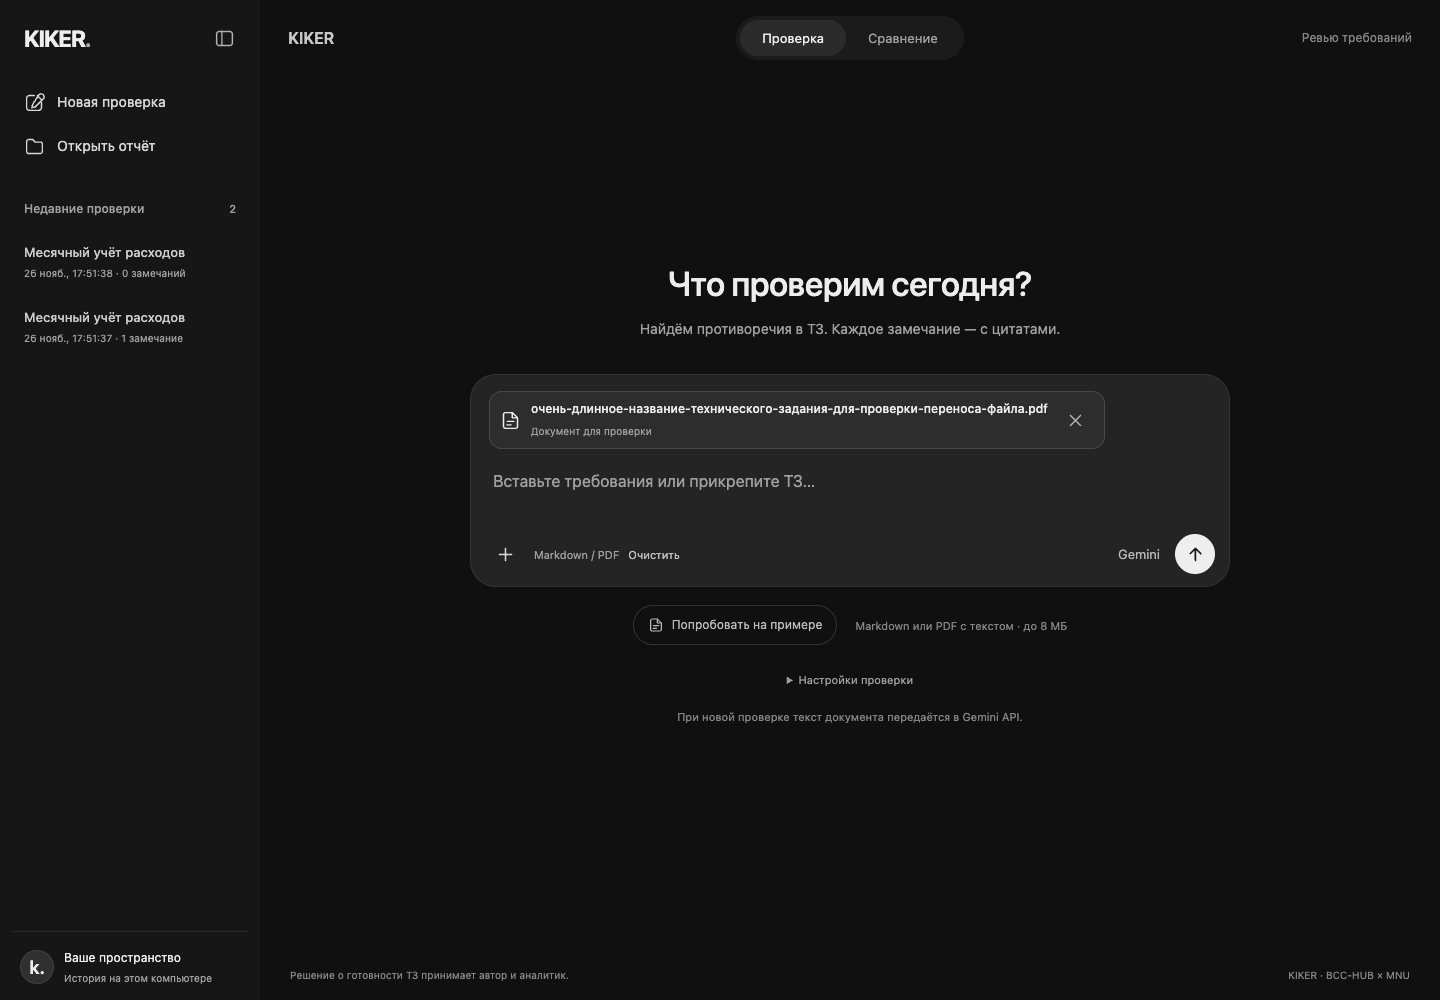 KIKER.
Новая проверка
Открыть отчёт
Недавние проверки 2
Месячный учёт расходов
26 нояб., 17:51:38 · 0 замечаний
Месячный учёт расходов
26 нояб., 17:51:37 · 1 замечание
k.
Ваше пространство
История на этом компьютере
KIKER
Проверка
Сравнение
Ревью требований
Что проверим сегодня?
Найдём противоречия в ТЗ. Каждое замечание — с цитатами.
очень-длинное-название-технического-задания-для-проверки-переноса-файла.pdf
Документ для проверки
Вставьте требования или прикрепите ТЗ...
Markdown / PDF Очистить
Gemini
Попробовать на примере
Markdown или PDF с текстом · до 8 МБ
Настройки проверки
При новой проверке текст документа передаётся в Gemini API.
Решение о готовности ТЗ принимает автор и аналитик.
KIKER · BCC-HUB × MNU